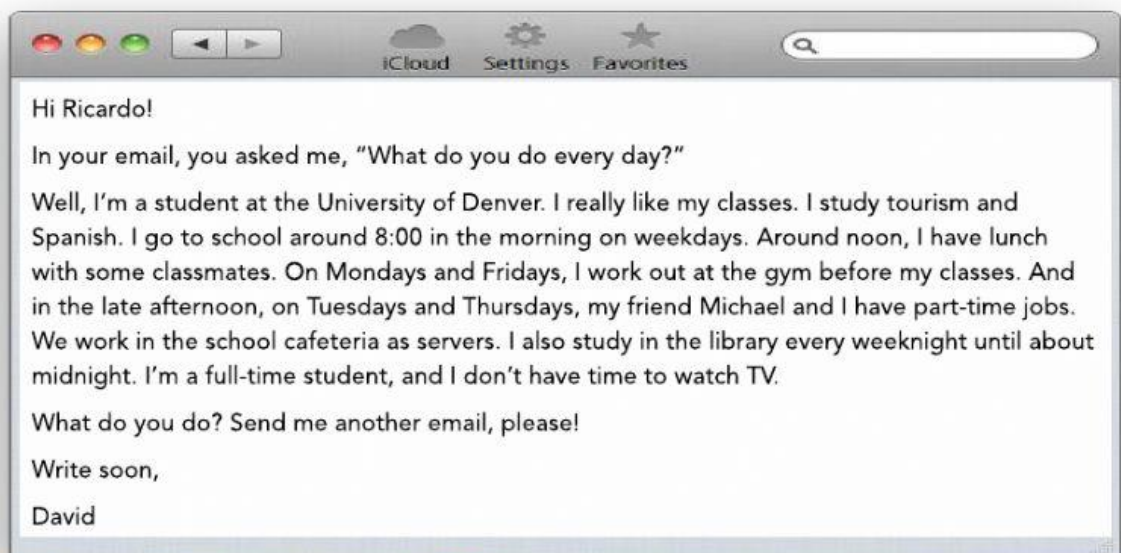 iCloud Settings Favorites
Hi Ricardo!
In your email, you asked me, “What do you do every day?”
Well, I’m a student at the University of Denver. I really like my classes. I study tourism and
Spanish. I go to school around 8:00 in the morning on weekdays. Around noon, I have lunch
with some classmates. On Mondays and Fridays, I work out at the gym before my classes. And
in the late afternoon, on Tuesdays and Thursdays, my friend Michael and I have part-time jobs.
We work in the school cafeteria as servers. I also study in the library every weeknight until about
midnight. I’m a full-time student, and I don’t have time to watch TV.
What do you do? Send me another email, please!
Write soon,
David